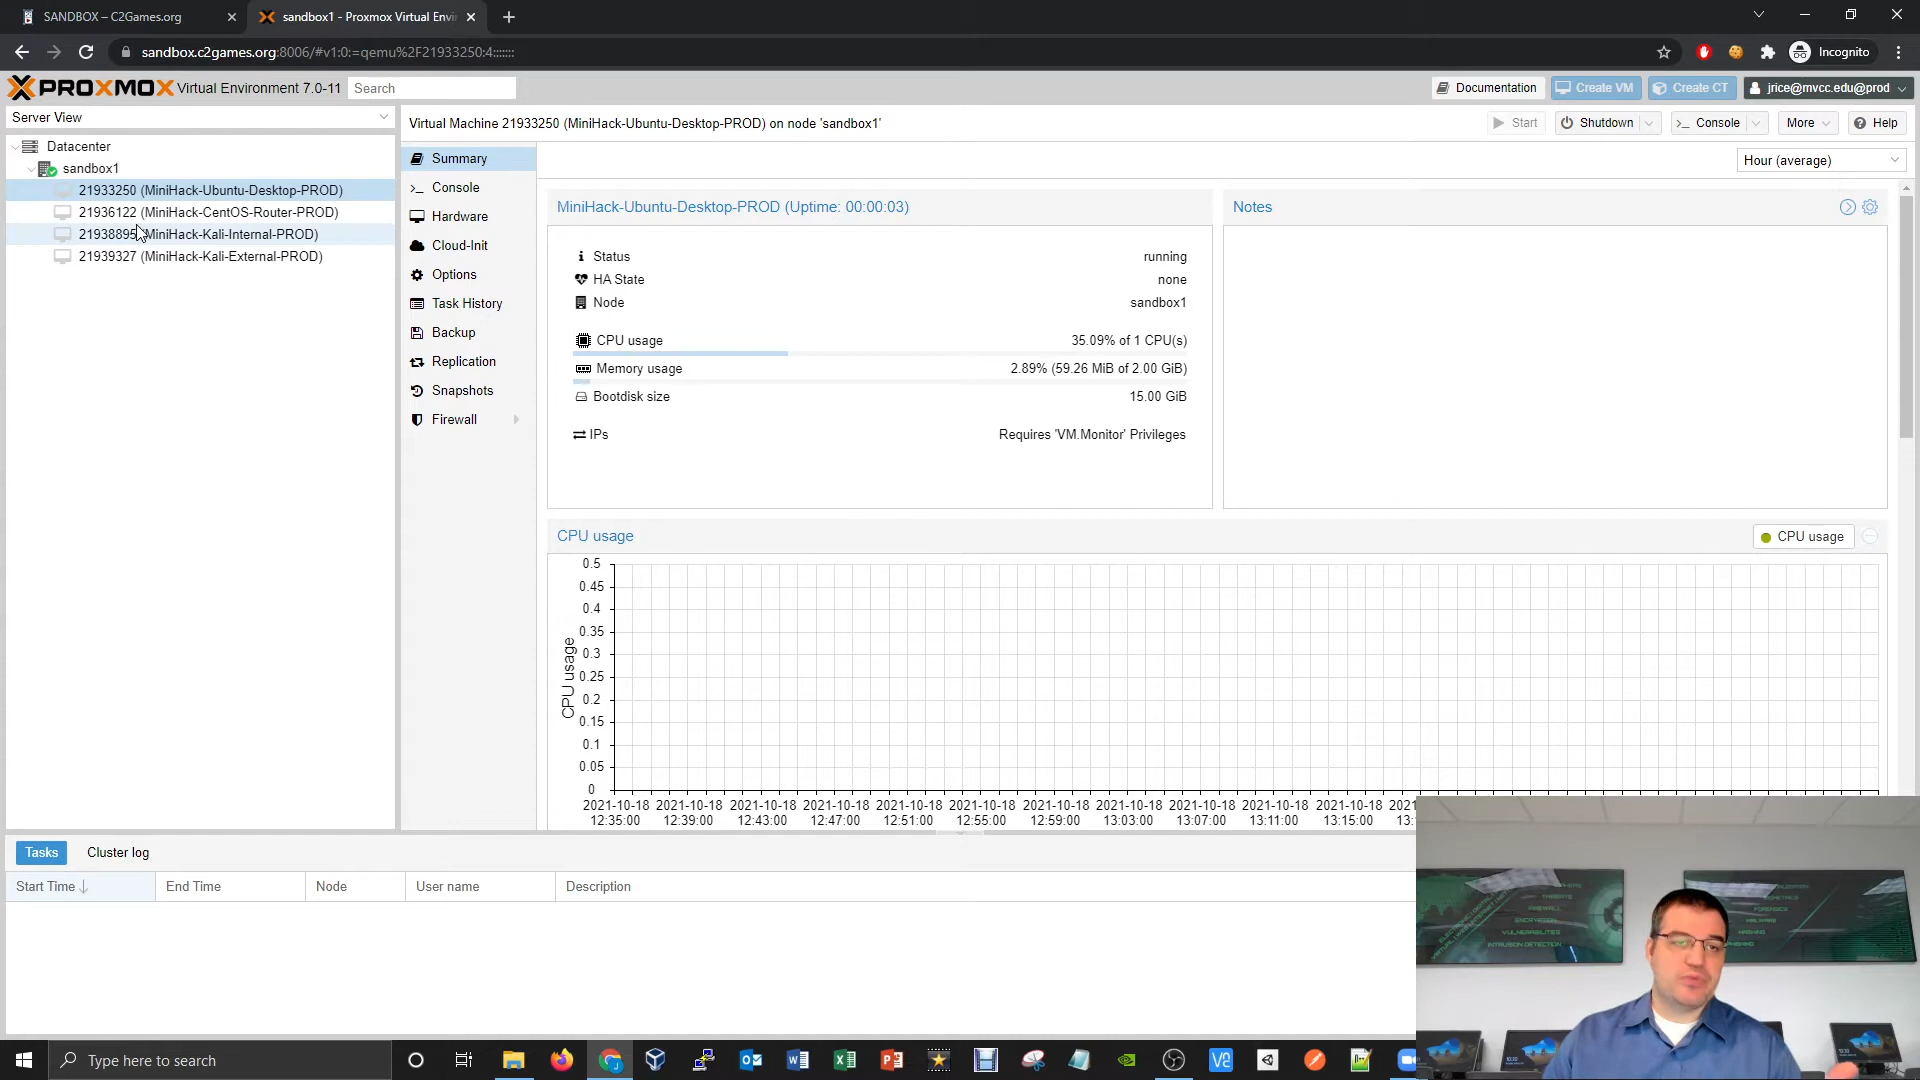 SANDBOX – C2Games.org
sandbox1 - Proxmox Virtual Envir
sandbox.c2games.org:8006/#v1:0:=qemu%2F21933250:4:::::::
Incognito
PROXMOX Virtual Environment 7.0-11
Search
Documentation
Create VM
Create CT
jrice@mvcc.edu@prod
Server View
Virtual Machine 21933250 (MiniHack-Ubuntu-Desktop-PROD) on node 'sandbox1'
Start
Shutdown
Console
More
Help
Datacenter
sandbox1
21933250 (MiniHack-Ubuntu-Desktop-PROD)
21936122 (MiniHack-CentOS-Router-PROD)
21938895 (MiniHack-Kali-Internal-PROD)
21939327 (MiniHack-Kali-External-PROD)
Summary
Console
Hardware
Cloud-Init
Options
Task History
Backup
Replication
Snapshots
Firewall
Hour (average)
MiniHack-Ubuntu-Desktop-PROD (Uptime: 00:00:03)
Status running
HA State none
Node sandbox1
CPU usage 35.09% of 1 CPU(s)
Memory usage 2.89% (59.26 MiB of 2.00 GiB)
Bootdisk size 15.00 GiB
IPs Requires 'VM.Monitor' Privileges
Notes
CPU usage
CPU usage
0.5
0.45
0.4
0.35
0.3
0.25
0.2
0.15
0.1
0.05
0
CPU usage
2021-10-18 2021-10-18 2021-10-18 2021-10-18 2021-10-18 2021-10-18 2021-10-18 2021-10-18 2021-10-18 2021-10-18 2021-10-18 202
12:35:00 12:39:00 12:43:00 12:47:00 12:51:00 12:55:00 12:59:00 13:03:00 13:07:00 13:11:00 13:15:00 13:
Tasks
Cluster log
Start Time
End Time
Node
User name
Description
THREATS
FIREWALL
ENCRYPTION
VULNERABILITIES
INTRUSION DETECTION
FORENSICS
MALWARE
Type here to search